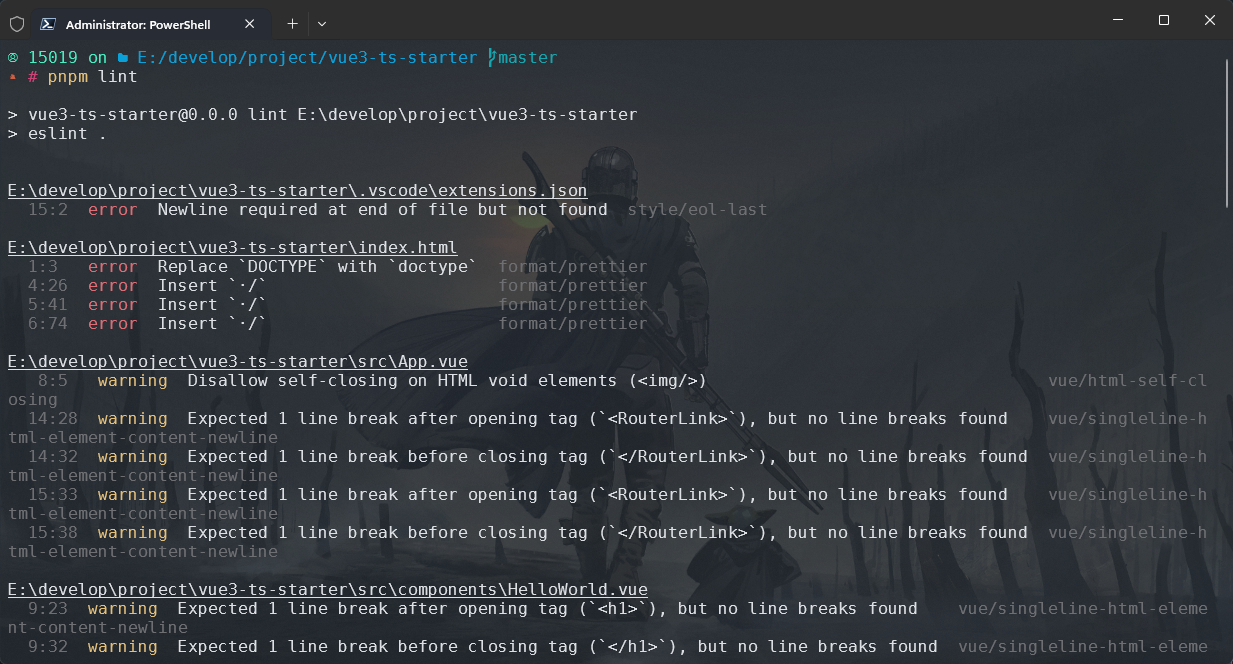 Administrator: PowerShell
15019 on E:/develop/project/vue3-ts-starter master
# pnpm lint
> vue3-ts-starter@0.0.0 lint E:\develop\project\vue3-ts-starter
> eslint .
E:\develop\project\vue3-ts-starter\.vscode\extensions.json
15:2 error Newline required at end of file but not found style/eol-last
E:\develop\project\vue3-ts-starter\index.html
1:3 error Replace `DOCTYPE` with `doctype` format/prettier
4:26 error Insert `·/` format/prettier
5:41 error Insert `·/` format/prettier
6:74 error Insert `·/` format/prettier
E:\develop\project\vue3-ts-starter\src\App.vue
8:5 warning Disallow self-closing on HTML void elements (<img/>) vue/html-self-cl
osing
14:28 warning Expected 1 line break after opening tag (`<RouterLink>`), but no line breaks found vue/singleline-h
tml-element-content-newline
14:32 warning Expected 1 line break before closing tag (`</RouterLink>`), but no line breaks found vue/singleline-h
tml-element-content-newline
15:33 warning Expected 1 line break after opening tag (`<RouterLink>`), but no line breaks found vue/singleline-h
tml-element-content-newline
15:38 warning Expected 1 line break before closing tag (`</RouterLink>`), but no line breaks found vue/singleline-h
tml-element-content-newline
E:\develop\project\vue3-ts-starter\src\components\HelloWorld.vue
9:23 warning Expected 1 line break after opening tag (`<h1>`), but no line breaks found vue/singleline-html-eleme
nt-content-newline
9:32 warning Expected 1 line break before closing tag (`</h1>`), but no line breaks found vue/singleline-html-eleme